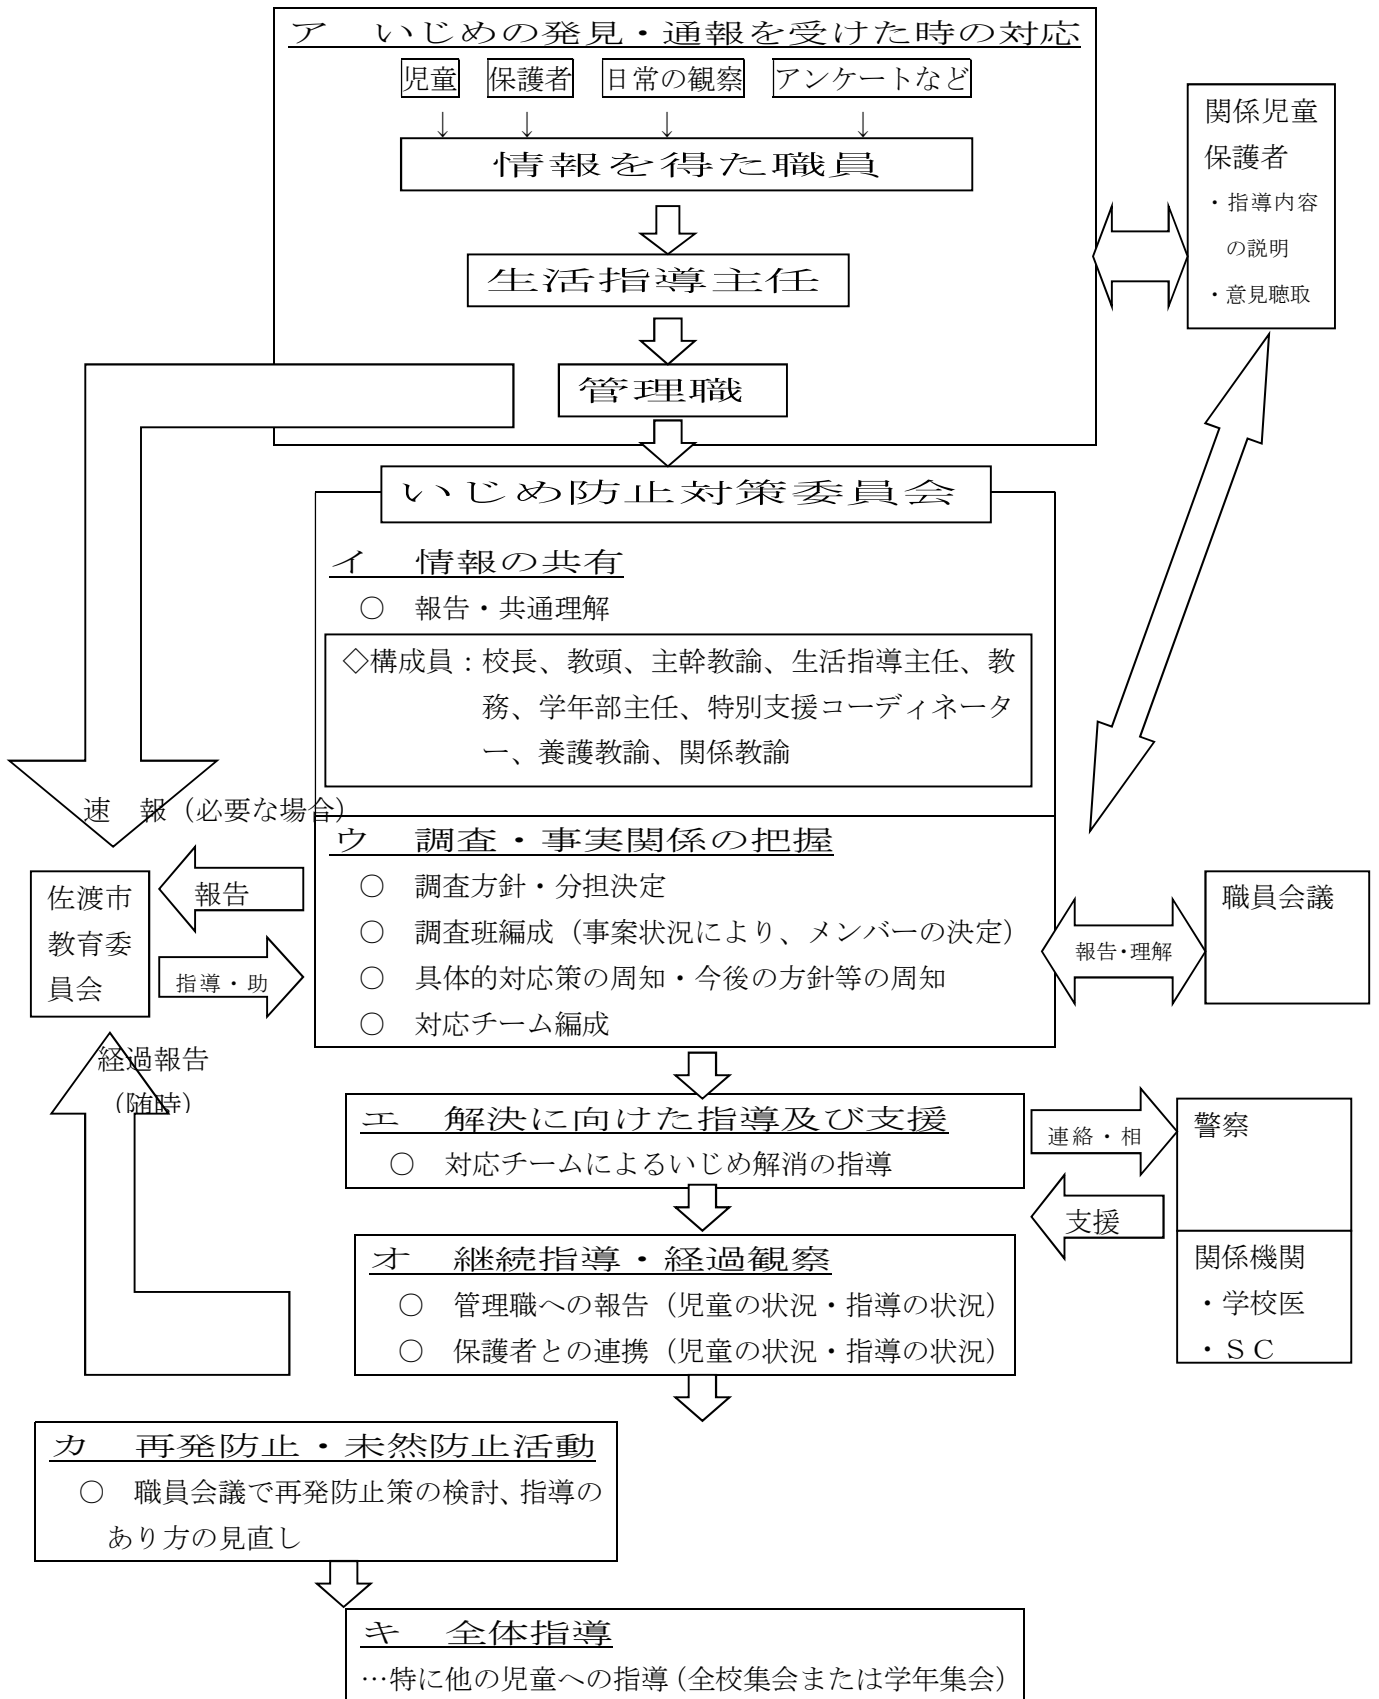 ア　いじめの発見・通報を受けた時の対応
児童　保護者　日常の観察　アンケートなど
↓　↓　↓　↓
情報を得た職員
生活指導主任
管理職
関係児童
保護者
・指導内容
の説明
・意見聴取
いじめ防止対策委員会
イ　情報の共有
○　報告・共通理解
◇構成員：校長、教頭、主幹教諭、生活指導主任、教
務、学年部主任、特別支援コーディネータ
ー、養護教諭、関係教諭
速　報（必要な場合）
ウ　調査・事実関係の把握
○　調査方針・分担決定
○　調査班編成（事案状況により、メンバーの決定）
○　具体的対応策の周知・今後の方針等の周知
○　対応チーム編成
報告
指導・助
佐渡市
教育委
員会
報告・理解
職員会議
経過報告
（随時）
エ　解決に向けた指導及び支援
○　対応チームによるいじめ解消の指導
連絡・相
支援
警察
関係機関
・学校医
・ＳＣ
オ　継続指導・経過観察
○　管理職への報告（児童の状況・指導の状況）
○　保護者との連携（児童の状況・指導の状況）
カ　再発防止・未然防止活動
○　職員会議で再発防止策の検討、指導の
あり方の見直し
キ　全体指導
…特に他の児童への指導（全校集会または学年集会）